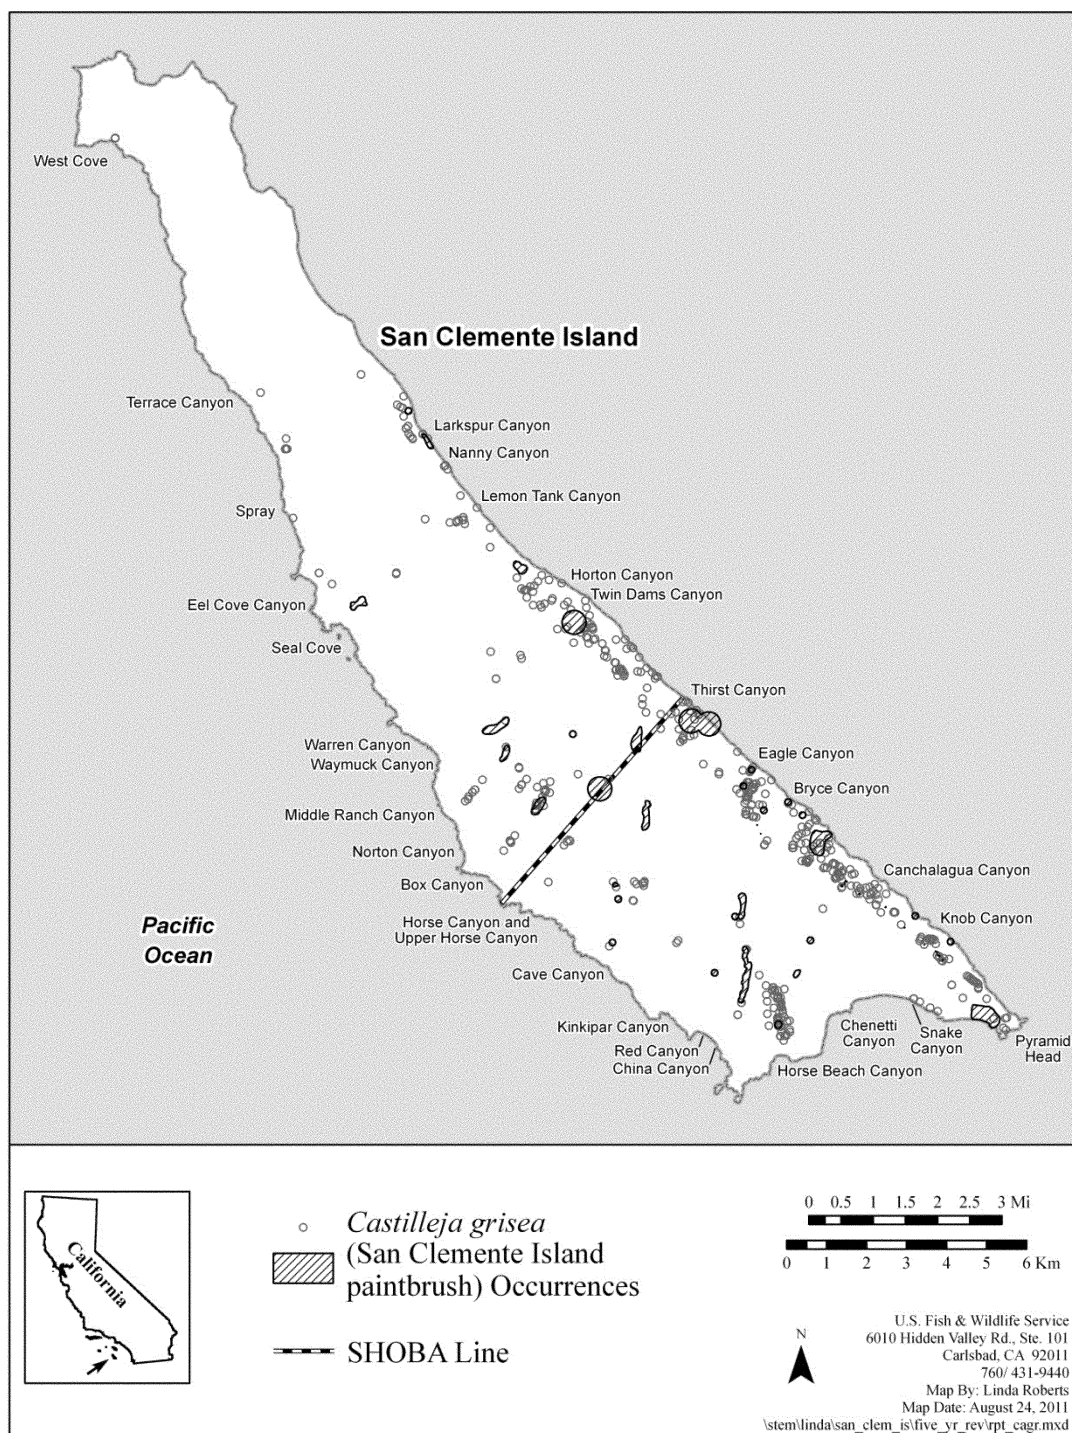 West Cove
San Clemente Island
Terrace Canyon
Larkspur Canyon
Nanny Canyon
Lemon Tank Canyon
Spray
Horton Canyon
Twin Dams Canyon
Eel Cove Canyon
Seal Cove
Thirst Canyon
Warren Canyon
Waymuck Canyon
Eagle Canyon
Bryce Canyon
Middle Ranch Canyon
Norton Canyon
Canchalagua Canyon
Box Canyon
Knob Canyon
Horse Canyon and
Upper Horse Canyon
Pacific
Ocean
Cave Canyon
Kinkipar Canyon
Red Canyon
China Canyon
Horse Beach Canyon
Chenetti
Canyon
Snake
Canyon
Pyramid
Head
California
Castilleja grisea
(San Clemente Island
paintbrush) Occurrences
SHOBA Line
0 0.5 1 1.5 2 2.5 3 Mi
0 1 2 3 4 5 6 Km
N
U.S. Fish & Wildlife Service
6010 Hidden Valley Rd., Ste. 101
Carlsbad, CA 92011
760/ 431-9440
Map By: Linda Roberts
Map Date: August 24, 2011
\stem\linda\san_clem_is\five_yr_rev\rpt_cagr.mxd